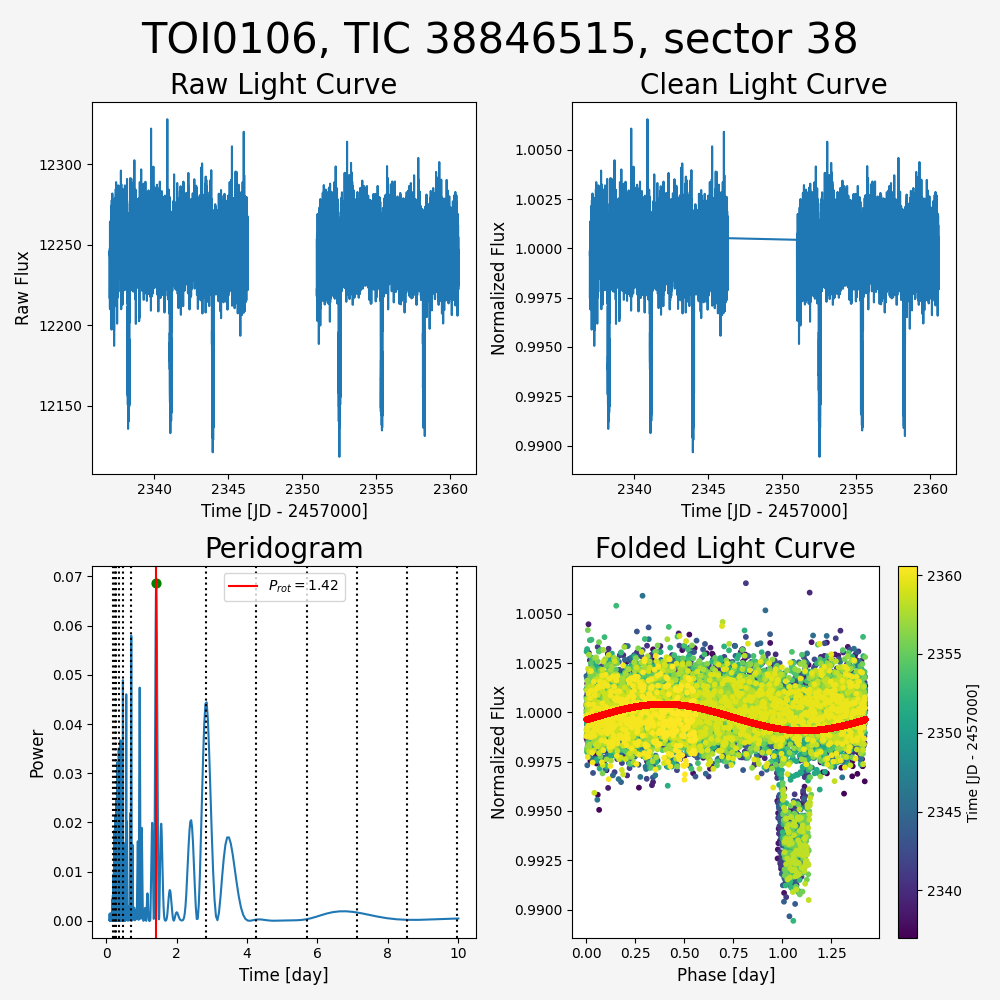 TOI0106, TIC 38846515, sector 38
Raw Light Curve
Clean Light Curve
Raw Flux
12300
12250
12200
12150
2340 2345 2350 2355 2360
Time [JD - 2457000]
Normalized Flux
1.0050
1.0025
1.0000
0.9975
0.9950
0.9925
0.9900
2340 2345 2350 2355 2360
Time [JD - 2457000]
Peridogram
Folded Light Curve
Power
0.07
0.06
0.05
0.04
0.03
0.02
0.01
0.00
P_rot = 1.42
0 2 4 6 8 10
Time [day]
Normalized Flux
1.0050
1.0025
1.0000
0.9975
0.9950
0.9925
0.9900
0.00 0.25 0.50 0.75 1.00 1.25
Phase [day]
2360
2355
2350
2345
2340
Time [JD - 2457000]